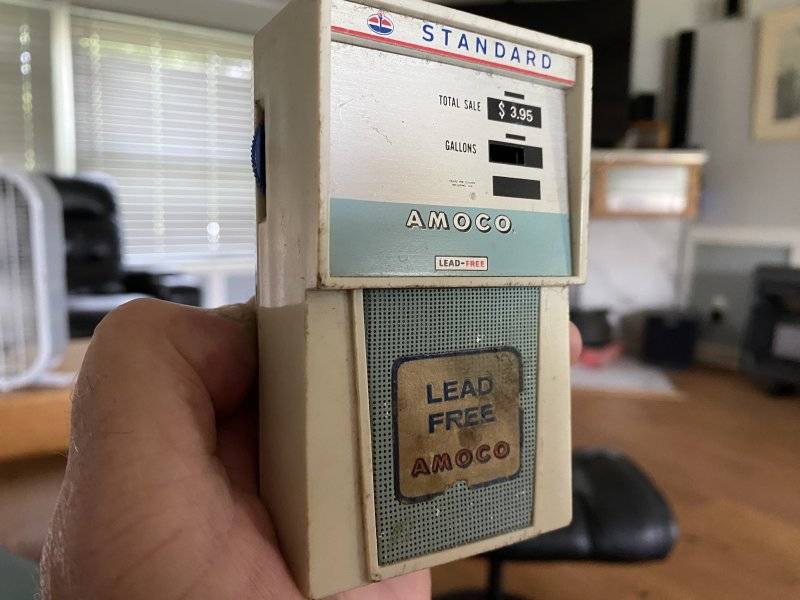 STANDARD
TOTAL SALE $ 3.95
GALLONS
AMOCO
LEAD-FREE
LEAD
FREE
AMOCO